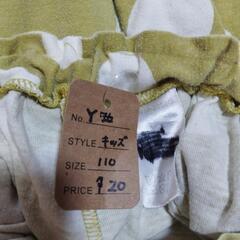 No. Y
STYLE キッズ
SIZE 110
PRICE 20